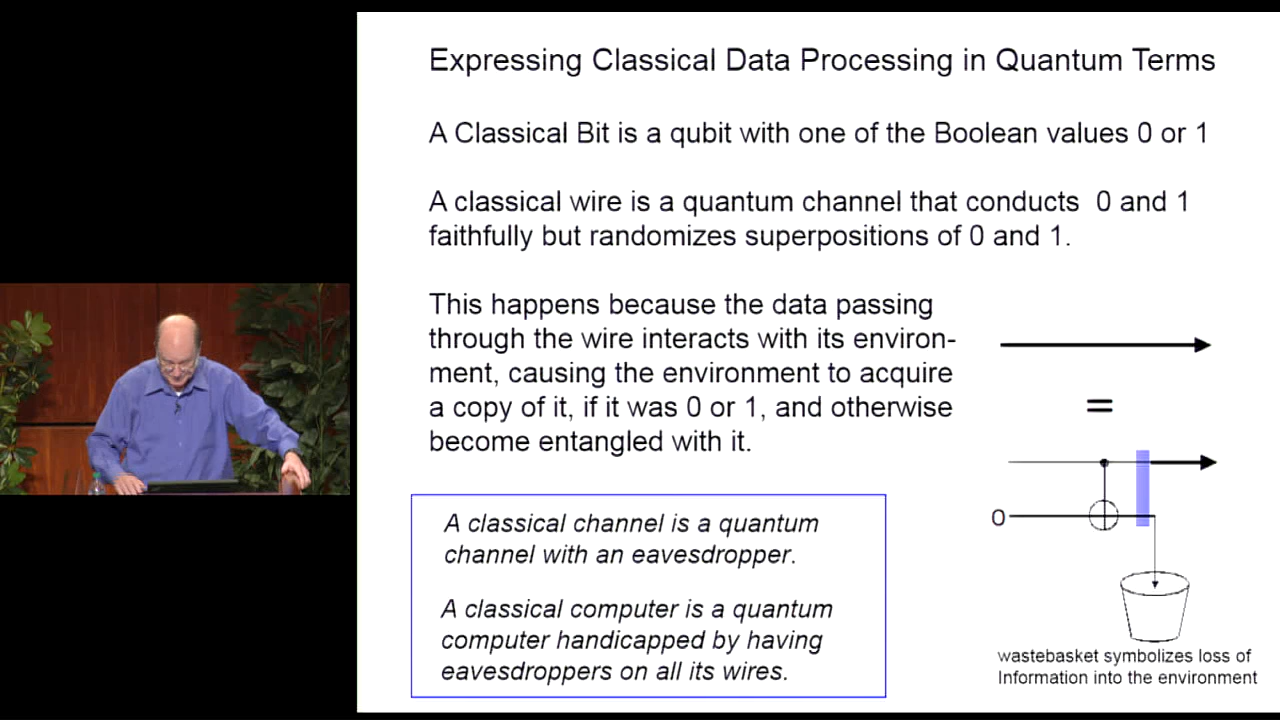 Expressing Classical Data Processing in Quantum Terms
A Classical Bit is a qubit with one of the Boolean values 0 or 1
A classical wire is a quantum channel that conducts 0 and 1
faithfully but randomizes superpositions of 0 and 1.
This happens because the data passing
through the wire interacts with its environ-
ment, causing the environment to acquire
a copy of it, if it was 0 or 1, and otherwise
become entangled with it.
=
0
A classical channel is a quantum
channel with an eavesdropper.
A classical computer is a quantum
computer handicapped by having
eavesdroppers on all its wires.
wastebasket symbolizes loss of
Information into the environment